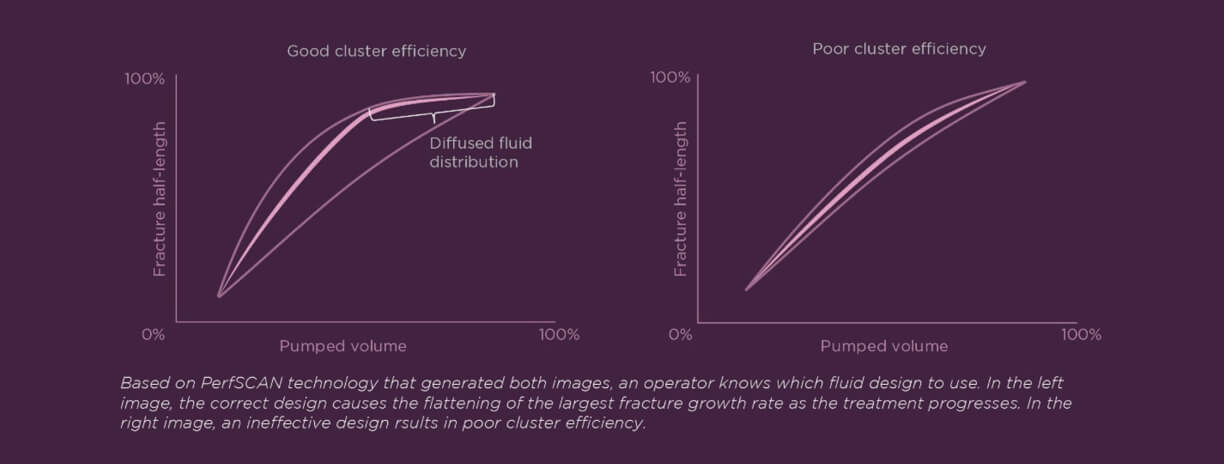 Good cluster efficiency
100%
Fracture half-length
Diffused fluid
distribution
0%
100%
Pumped volume
Poor cluster efficiency
100%
Fracture half-length
0%
100%
Pumped volume
Based on PerfSCAN technology that generated both images, an operator knows which fluid design to use. In the left
image, the correct design causes the flattening of the largest fracture growth rate as the treatment progresses. In the
right image, an ineffective design rsults in poor cluster efficiency.